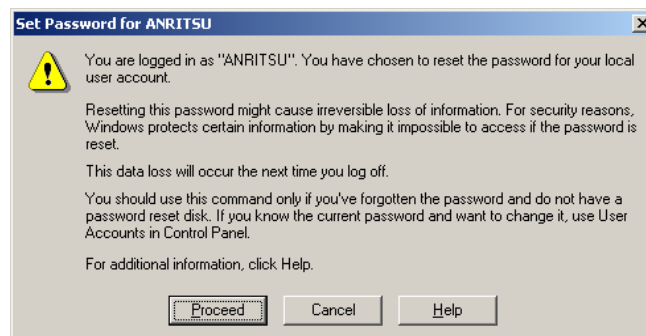 Set Password for ANRITSU
You are logged in as "ANRITSU". You have chosen to reset the password for your local
user account.
Resetting this password might cause irreversible loss of information. For security reasons,
Windows protects certain information by making it impossible to access if the password is
reset.
This data loss will occur the next time you log off.
You should use this command only if you've forgotten the password and do not have a
password reset disk. If you know the current password and want to change it, use User
Accounts in Control Panel.
For additional information, click Help.
Proceed Cancel Help